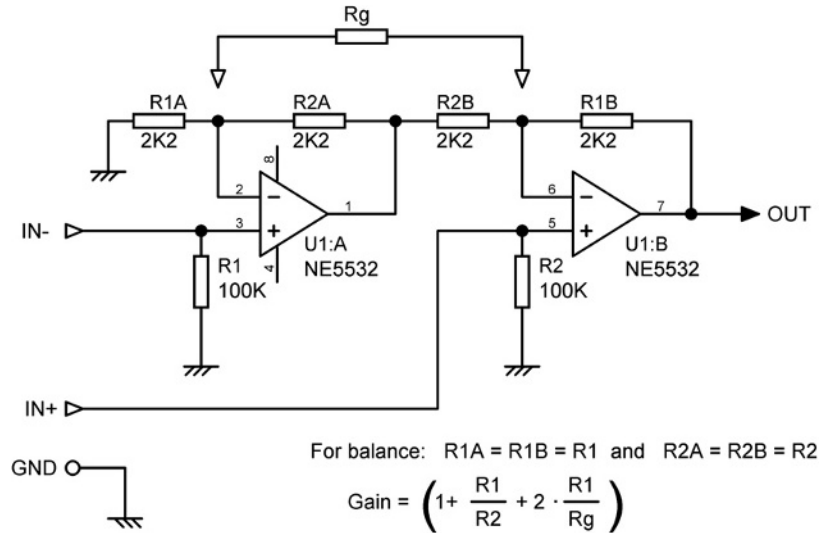 Rg
R1A R2A R2B R1B
2K2 2K2 2K2 2K2
8
2 1 6 7
IN- 3 5 OUT
4
U1:A U1:B
NE5532 NE5532
R1 R2
100K 100K
IN+
GND
For balance: R1A = R1B = R1 and R2A = R2B = R2
Gain = (1+ R1/R2 + 2 · R1/Rg)